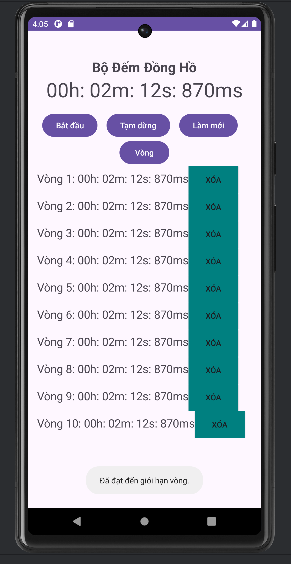 4:05
Bộ Đếm Đồng Hồ
00h: 02m: 12s: 870ms
Bắt đầu Tạm dừng Làm mới
Vòng
Vòng 1: 00h: 02m: 12s: 870ms XÓA
Vòng 2: 00h: 02m: 12s: 870ms XÓA
Vòng 3: 00h: 02m: 12s: 870ms XÓA
Vòng 4: 00h: 02m: 12s: 870ms XÓA
Vòng 5: 00h: 02m: 12s: 870ms XÓA
Vòng 6: 00h: 02m: 12s: 870ms XÓA
Vòng 7: 00h: 02m: 12s: 870ms XÓA
Vòng 8: 00h: 02m: 12s: 870ms XÓA
Vòng 9: 00h: 02m: 12s: 870ms XÓA
Vòng 10: 00h: 02m: 12s: 870ms XÓA
Đã đạt đến giới hạn vòng.